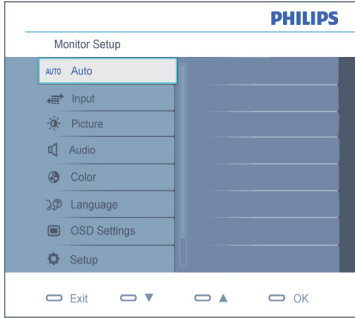 PHILIPS
Monitor Setup
AUTO Auto
Input
Picture
Audio
Color
Language
OSD Settings
Setup
Exit ▼ ▲ OK